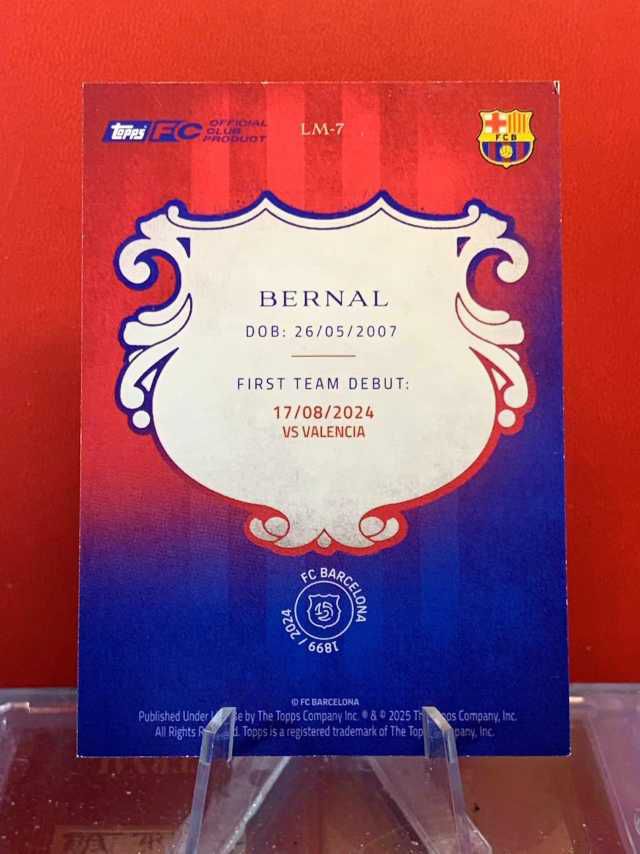 topps FC OFFICIAL CLUB PRODUCT
LM-7
FCB
BERNAL
DOB: 26/05/2007
FIRST TEAM DEBUT:
17/08/2024
VS VALENCIA
FC BARCELONA
1899 / 2024
© FC BARCELONA
Published Under by The Topps Company Inc. ® & © 2025 Topps Company, Inc.
All Rights Topps is a registered trademark of The Company, Inc.